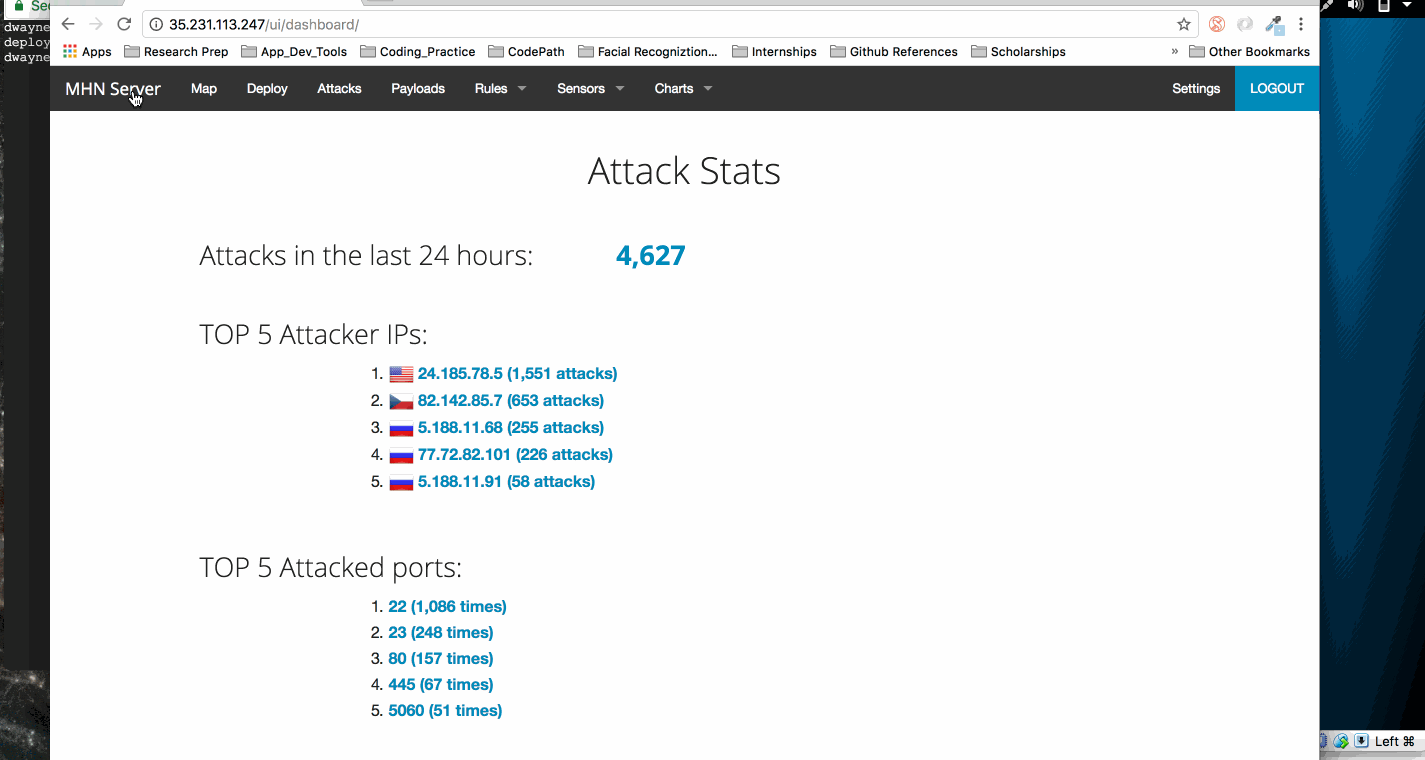 Se
dwayne
deploy
dwayne
35.231.113.247/ui/dashboard/
Apps Research Prep App_Dev_Tools Coding_Practice CodePath Facial Recogniztion... Internships Github References Scholarships » Other Bookmarks
MHN Server Map Deploy Attacks Payloads Rules Sensors Charts Settings LOGOUT
Attack Stats
Attacks in the last 24 hours: 4,627
TOP 5 Attacker IPs:
1. 24.185.78.5 (1,551 attacks)
2. 82.142.85.7 (653 attacks)
3. 5.188.11.68 (255 attacks)
4. 77.72.82.101 (226 attacks)
5. 5.188.11.91 (58 attacks)
TOP 5 Attacked ports:
1. 22 (1,086 times)
2. 23 (248 times)
3. 80 (157 times)
4. 445 (67 times)
5. 5060 (51 times)
Left ⌘